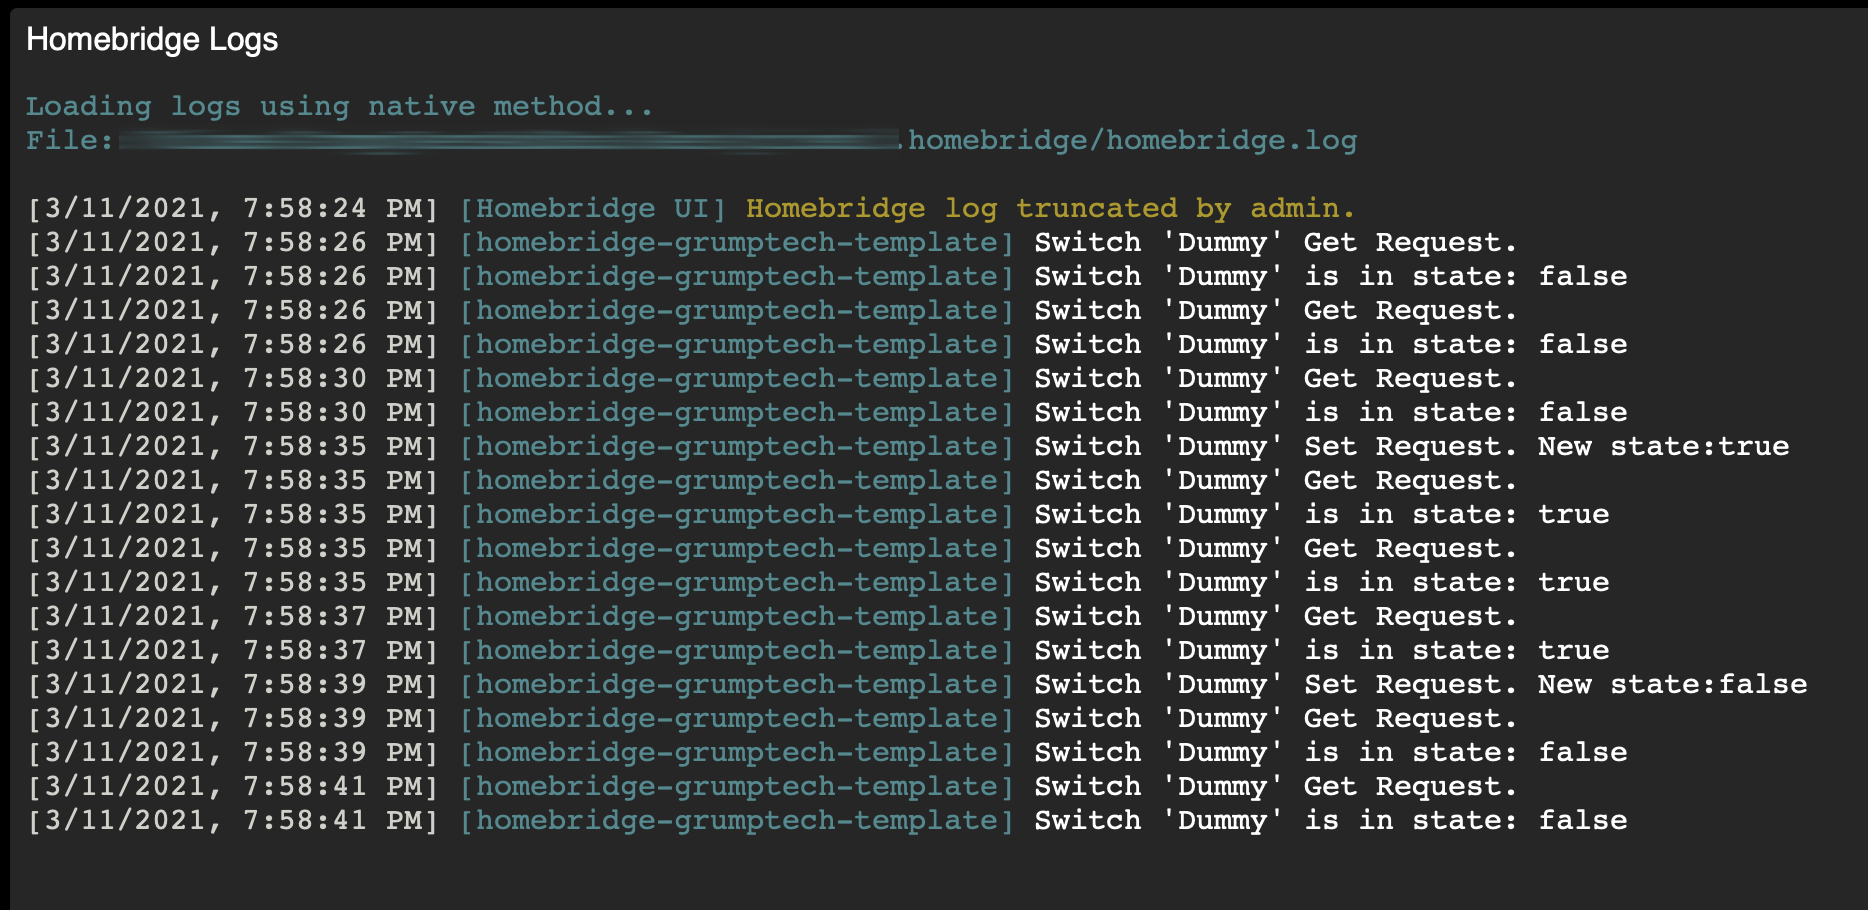 Homebridge Logs
Loading logs using native method...
File: .homebridge/homebridge.log
[3/11/2021, 7:58:24 PM] [Homebridge UI] Homebridge log truncated by admin.
[3/11/2021, 7:58:26 PM] [homebridge-grumptech-template] Switch 'Dummy' Get Request.
[3/11/2021, 7:58:26 PM] [homebridge-grumptech-template] Switch 'Dummy' is in state: false
[3/11/2021, 7:58:26 PM] [homebridge-grumptech-template] Switch 'Dummy' Get Request.
[3/11/2021, 7:58:26 PM] [homebridge-grumptech-template] Switch 'Dummy' is in state: false
[3/11/2021, 7:58:30 PM] [homebridge-grumptech-template] Switch 'Dummy' Get Request.
[3/11/2021, 7:58:30 PM] [homebridge-grumptech-template] Switch 'Dummy' is in state: false
[3/11/2021, 7:58:35 PM] [homebridge-grumptech-template] Switch 'Dummy' Set Request. New state:true
[3/11/2021, 7:58:35 PM] [homebridge-grumptech-template] Switch 'Dummy' Get Request.
[3/11/2021, 7:58:35 PM] [homebridge-grumptech-template] Switch 'Dummy' is in state: true
[3/11/2021, 7:58:35 PM] [homebridge-grumptech-template] Switch 'Dummy' Get Request.
[3/11/2021, 7:58:35 PM] [homebridge-grumptech-template] Switch 'Dummy' is in state: true
[3/11/2021, 7:58:37 PM] [homebridge-grumptech-template] Switch 'Dummy' Get Request.
[3/11/2021, 7:58:37 PM] [homebridge-grumptech-template] Switch 'Dummy' is in state: true
[3/11/2021, 7:58:39 PM] [homebridge-grumptech-template] Switch 'Dummy' Set Request. New state:false
[3/11/2021, 7:58:39 PM] [homebridge-grumptech-template] Switch 'Dummy' Get Request.
[3/11/2021, 7:58:39 PM] [homebridge-grumptech-template] Switch 'Dummy' is in state: false
[3/11/2021, 7:58:41 PM] [homebridge-grumptech-template] Switch 'Dummy' Get Request.
[3/11/2021, 7:58:41 PM] [homebridge-grumptech-template] Switch 'Dummy' is in state: false